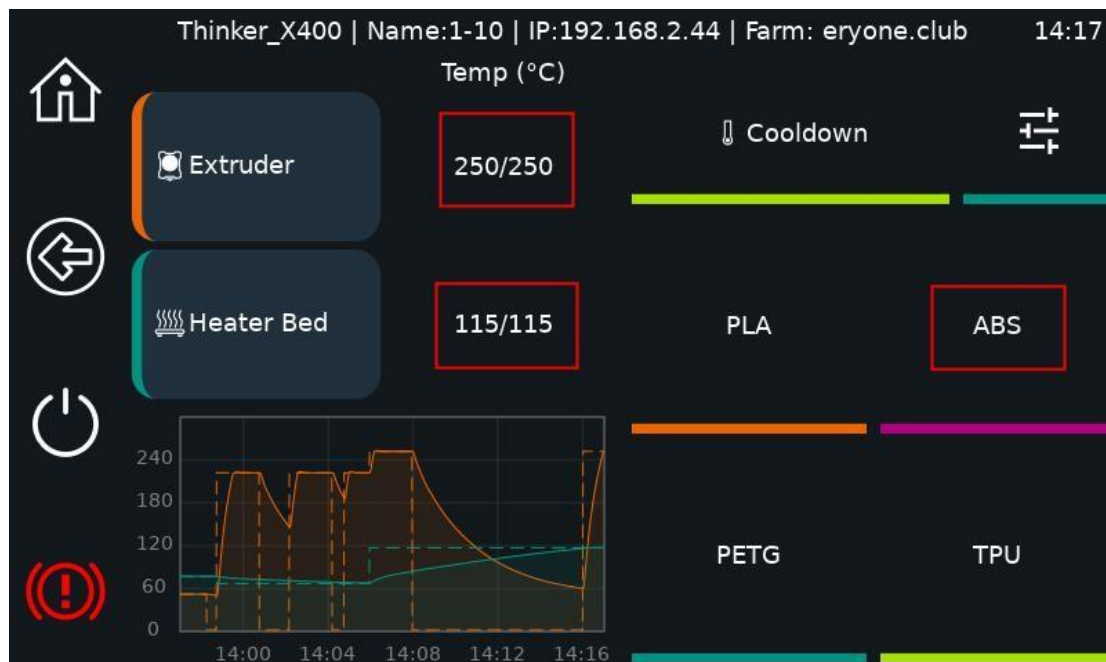 Thinker_X400 | Name:1-10 | IP:192.168.2.44 | Farm: eryone.club 14:17
Temp (°C)
Extruder
250/250
Cooldown
Heater Bed
115/115
PLA
ABS
240
180
120
60
0
14:00 14:04 14:08 14:12 14:16
PETG
TPU